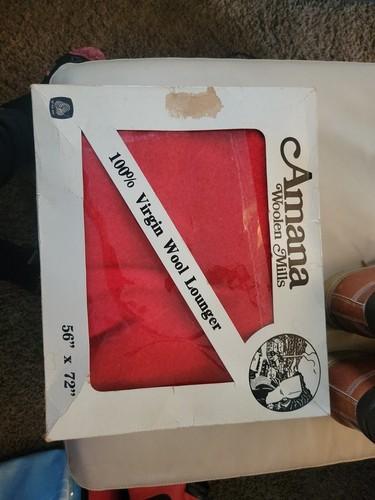 Amana
Woolen Mills
100% Virgin Wool Lounger
56" x 72"